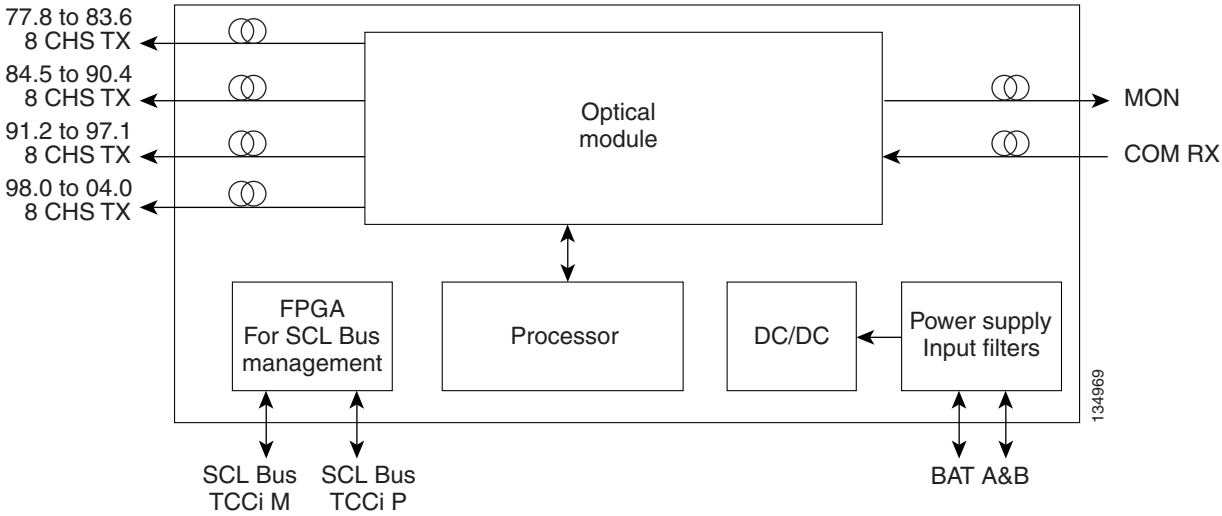 77.8 to 83.6
8 CHS TX
84.5 to 90.4
8 CHS TX
91.2 to 97.1
8 CHS TX
98.0 to 04.0
8 CHS TX
Optical
module
MON
COM RX
FPGA
For SCL Bus
management
Processor
DC/DC
Power supply
Input filters
134969
SCL Bus
TCCi M
SCL Bus
TCCi P
BAT A&B